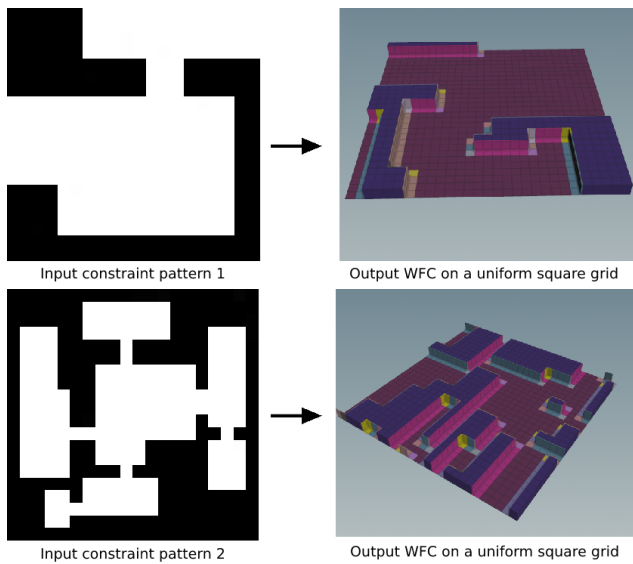 Input constraint pattern 1
Output WFC on a uniform square grid
Input constraint pattern 2
Output WFC on a uniform square grid